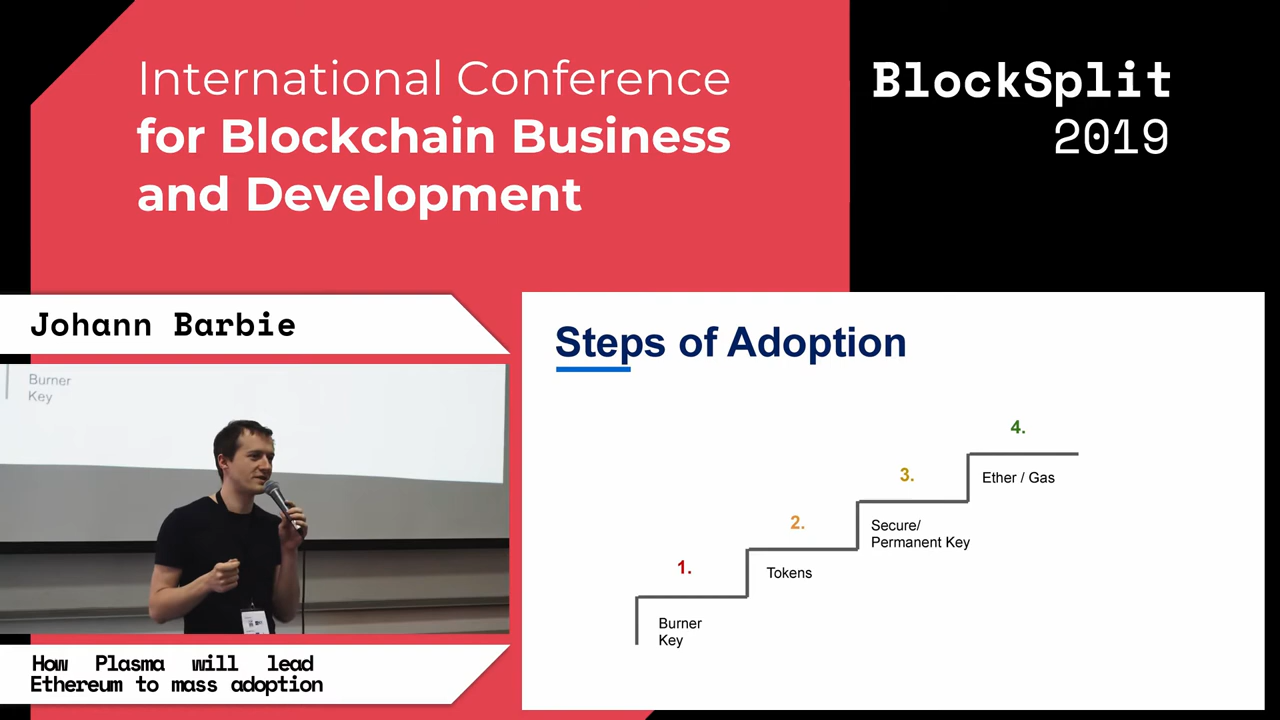 International Conference
for Blockchain Business
and Development
BlockSplit
2019
Johann Barbie
Burner
Key
How Plasma will lead
Ethereum to mass adoption
Steps of Adoption
4.
Ether / Gas
3.
Secure/
Permanent Key
2.
Tokens
1.
Burner
Key